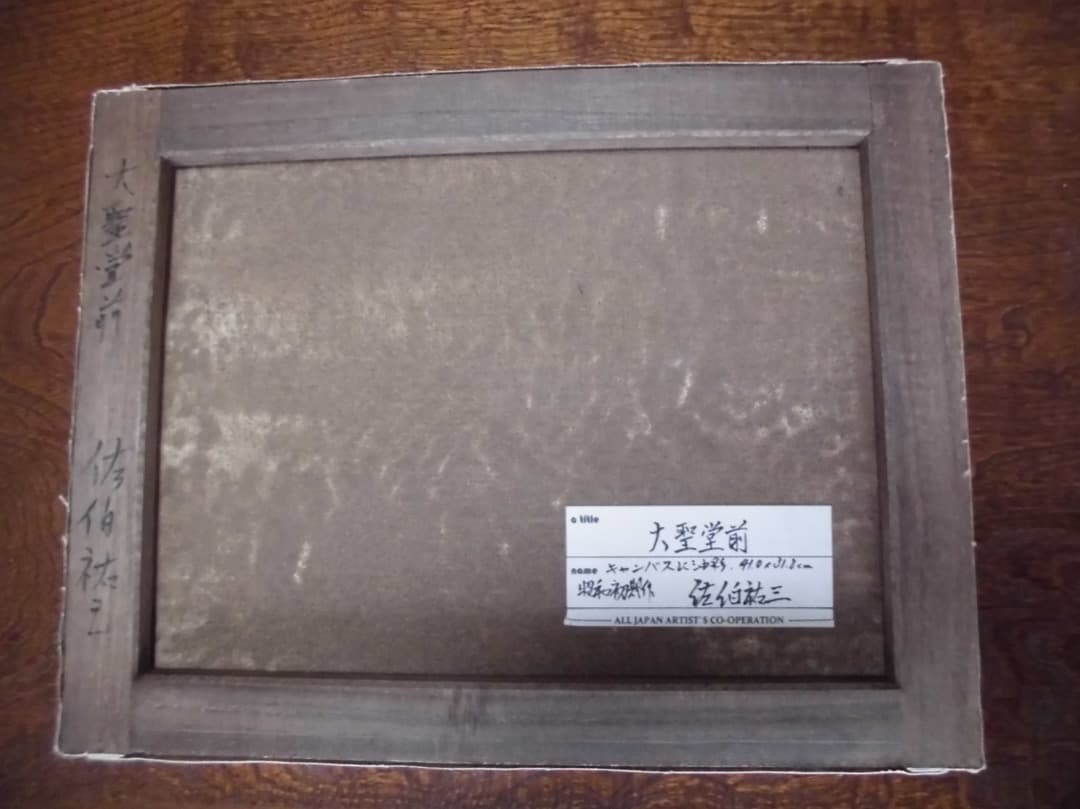 大聖堂前
佐伯祐三
a title
大聖堂前
name キャンバスに油彩. 41.0×31.8cm
昭和初期作 佐伯祐三
ALL JAPAN ARTIST'S CO-OPERATION